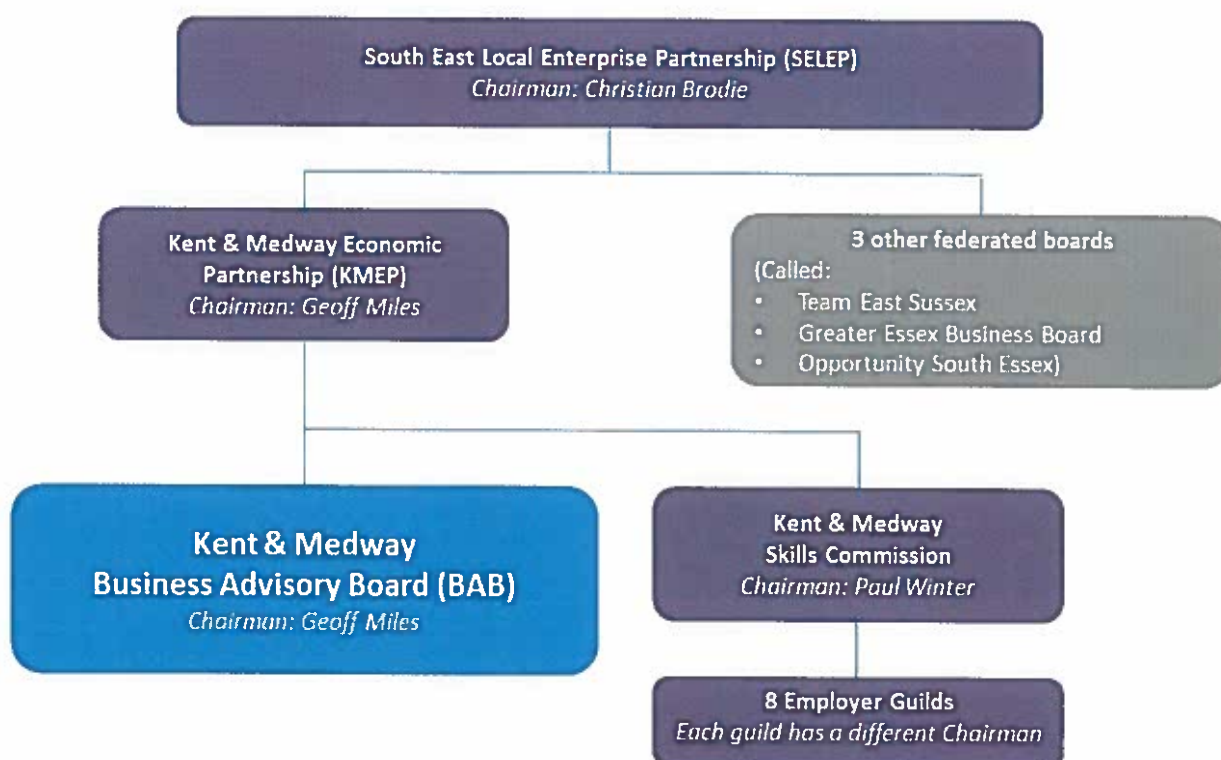 South East Local Enterprise Partnership (SELEP)
Chairman: Christian Brodie
Kent & Medway Economic
Partnership (KMEP)
Chairman: Geoff Miles
3 other federated boards
(Called:
• Team East Sussex
• Greater Essex Business Board
• Opportunity South Essex)
Kent & Medway
Business Advisory Board (BAB)
Chairman: Geoff Miles
Kent & Medway
Skills Commission
Chairman: Paul Winter
8 Employer Guilds
Each guild has a different Chairman